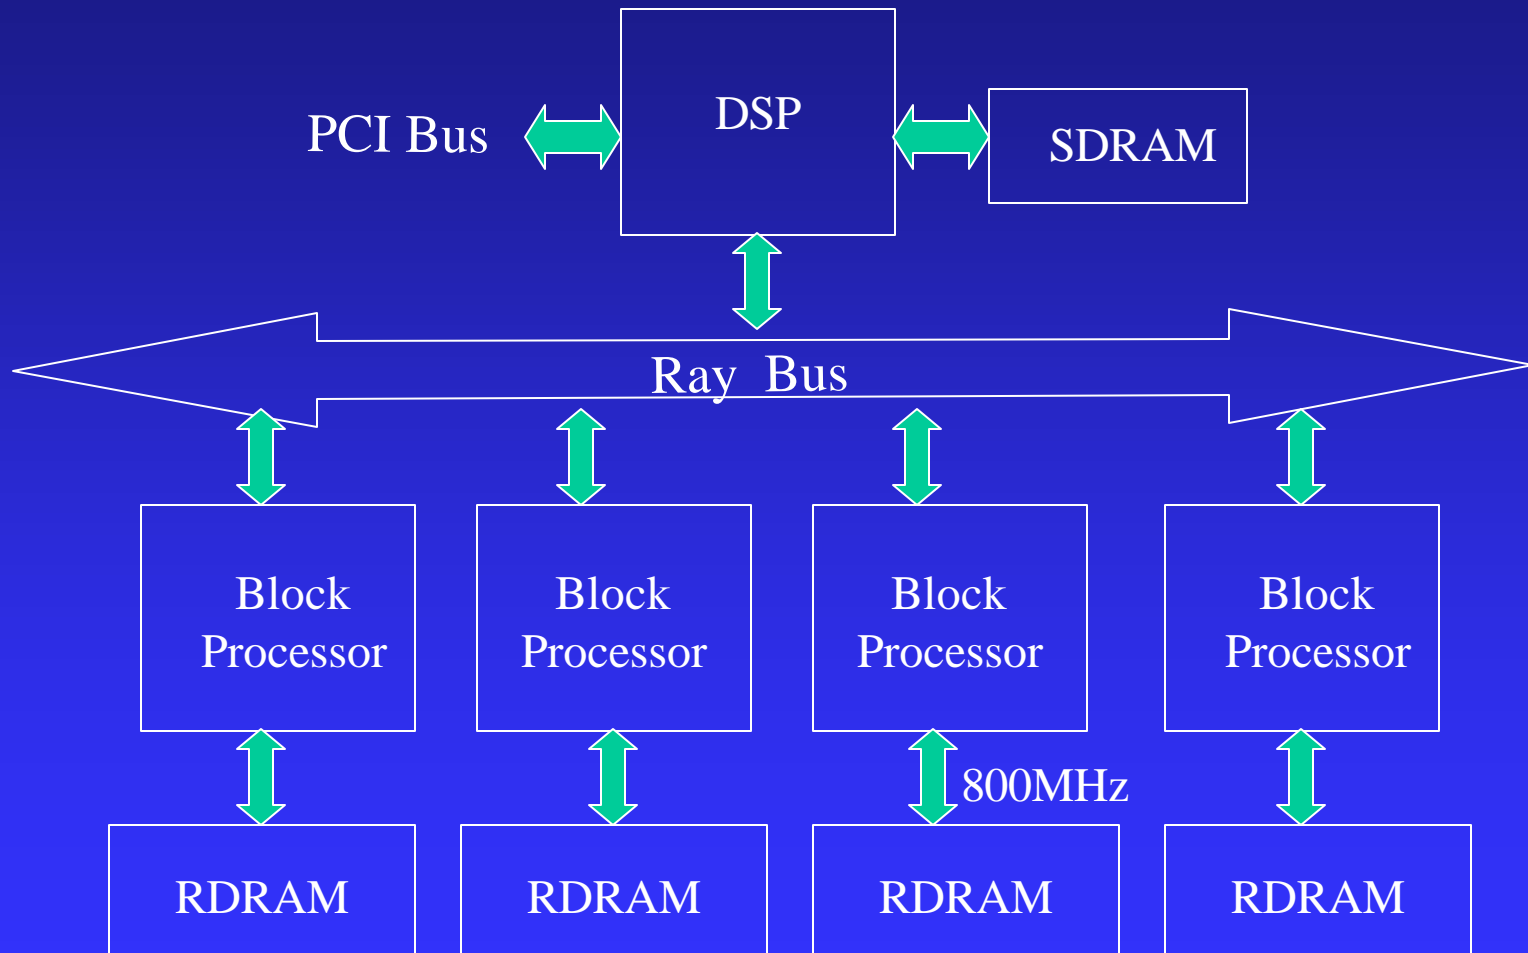 DSP
PCI Bus
SDRAM
Ray Bus
Block
Processor
Block
Processor
Block
Processor
Block
Processor
800MHz
RDRAM
RDRAM
RDRAM
RDRAM